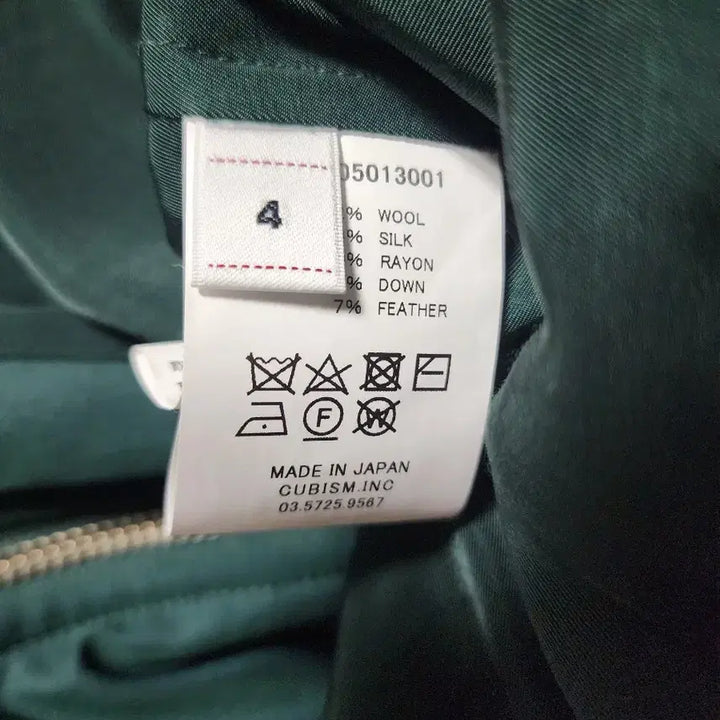 4
05013001
% WOOL
% SILK
% RAYON
% DOWN
7% FEATHER
F
W
MADE IN JAPAN
CUBISM.INC
03.5725.9567